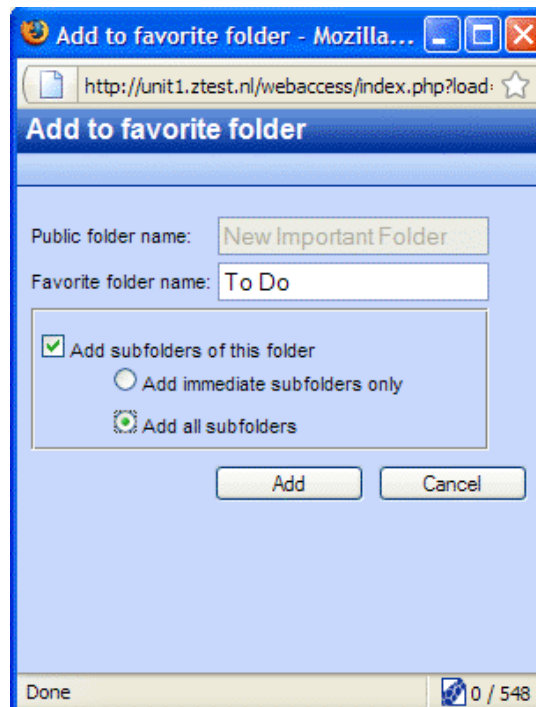 Add to favorite folder - Mozilla...
http://unit1.ztest.nl/webaccess/index.php?load
Add to favorite folder
Public folder name: New Important Folder
Favorite folder name: To Do
Add subfolders of this folder
Add immediate subfolders only
Add all subfolders
Add Cancel
Done 0 / 548